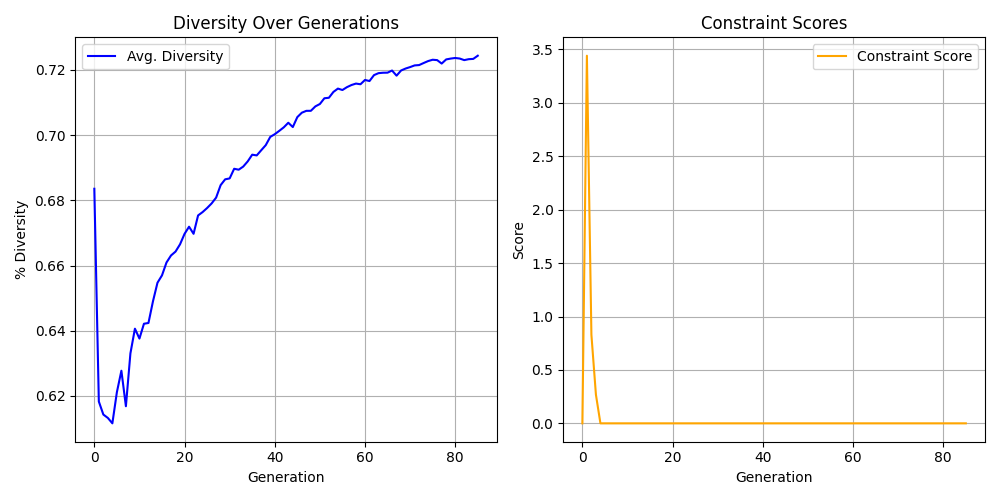 Diversity Over Generations
Avg. Diversity
% Diversity
0.72
0.70
0.68
0.66
0.64
0.62
0 20 40 60 80
Generation
Constraint Scores
Constraint Score
Score
3.5
3.0
2.5
2.0
1.5
1.0
0.5
0.0
0 20 40 60 80
Generation